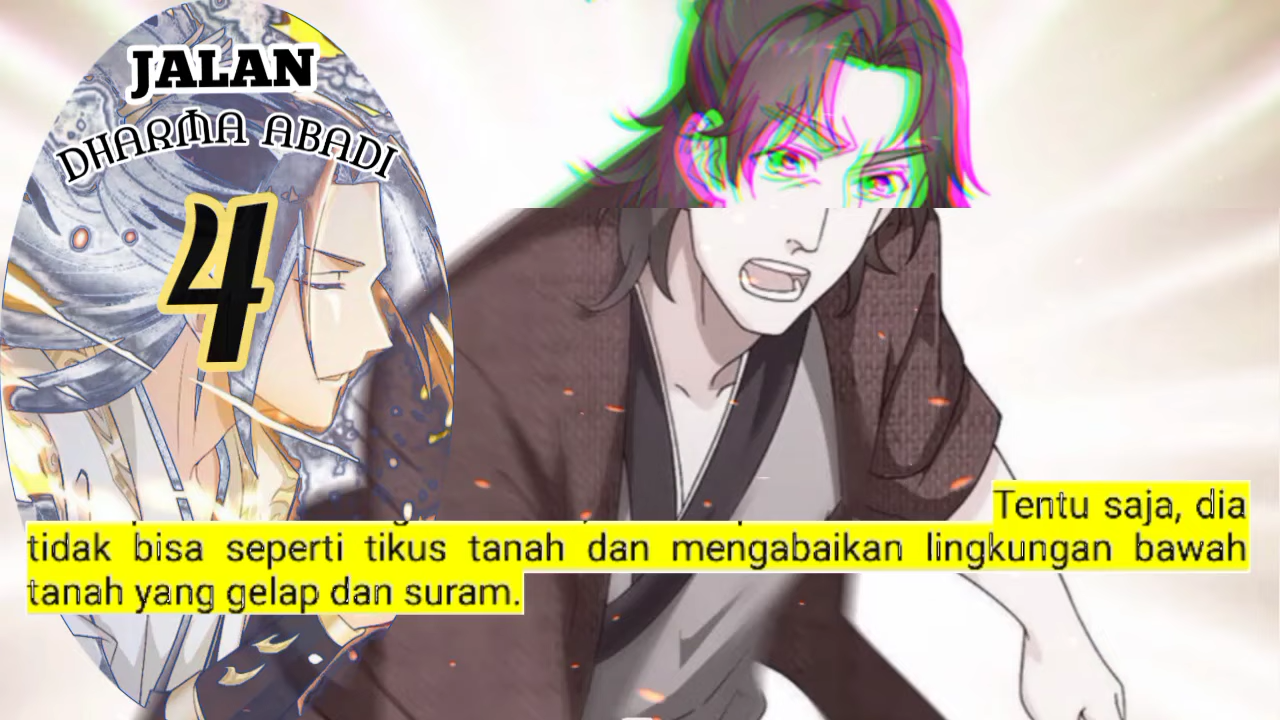 JALAN
DHARMA ABADI
4
Tentu saja, dia
tidak bisa seperti tikus tanah dan mengabaikan lingkungan bawah
tanah yang gelap dan suram.